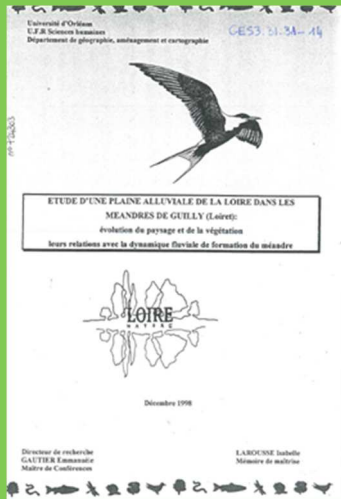 Université d'Orléans
U.F.R Sciences humaines
Département de géographie, aménagement et cartographie
GES3.31.31-14
ETUDE D'UNE PLAINE ALLUVIALE DE LA LOIRE DANS LES
MEANDRES DE GUILLY (Loiret):
évolution du paysage et de la végétation
leurs relations avec la dynamique fluviale de formation du méandre
LOIRE
NATURE
Décembre 1998
Directeur de recherche
GAUTIER Emmanuèle
Maître de Conférences
LAROUSSE Isabelle
Mémoire de maîtrise